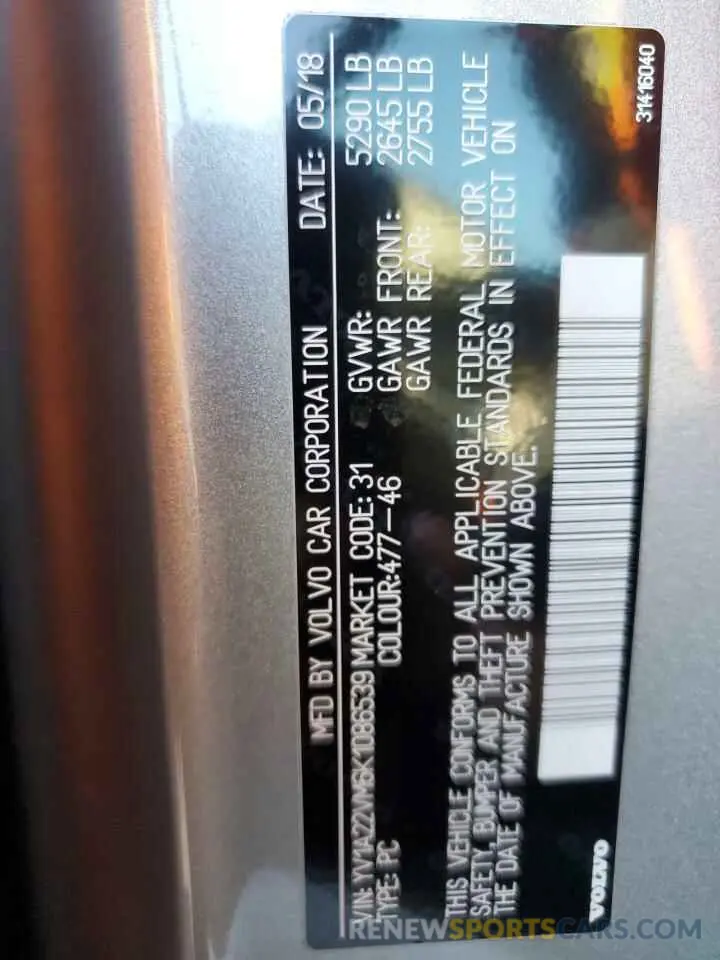 MFD BY VOLVO CAR CORPORATION DATE: 05/18
VIN: YV1A22VM6K1086539 MARKET CODE: 31 GVWR: 5290 LB
TYPE: PC COLOUR:477-46 GAWR FRONT: 2645 LB
GAWR REAR: 2755 LB
THIS VEHICLE CONFORMS TO ALL APPLICABLE FEDERAL MOTOR VEHICLE
SAFETY, BUMPER AND THEFT PREVENTION STANDARDS IN EFFECT ON
THE DATE OF MANUFACTURE SHOWN ABOVE.
VOLVO
31416040
RENEWSPORTSCARS.COM